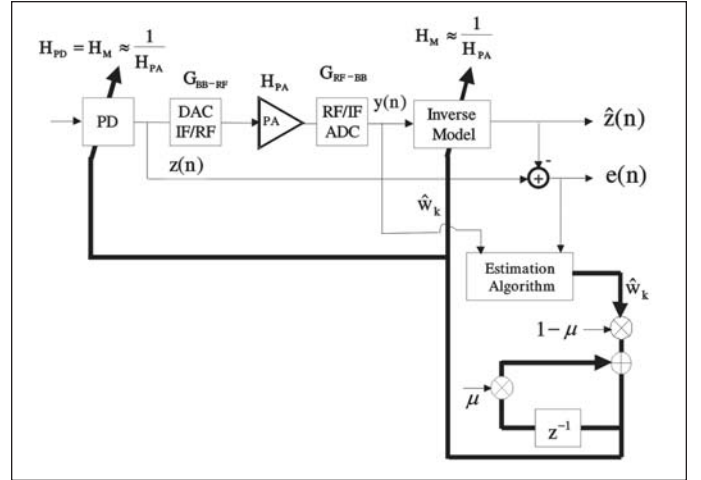 H_PD = H_M ≈ 1/H_PA
H_M ≈ 1/H_PA
G_BB-RF
H_PA
G_RF-BB
PD
DAC
IF/RF
PA
RF/IF
ADC
y(n)
Inverse
Model
ẑ(n)
z(n)
-
+
e(n)
ŵ_k
Estimation
Algorithm
ŵ_k
1-μ
μ
z⁻¹